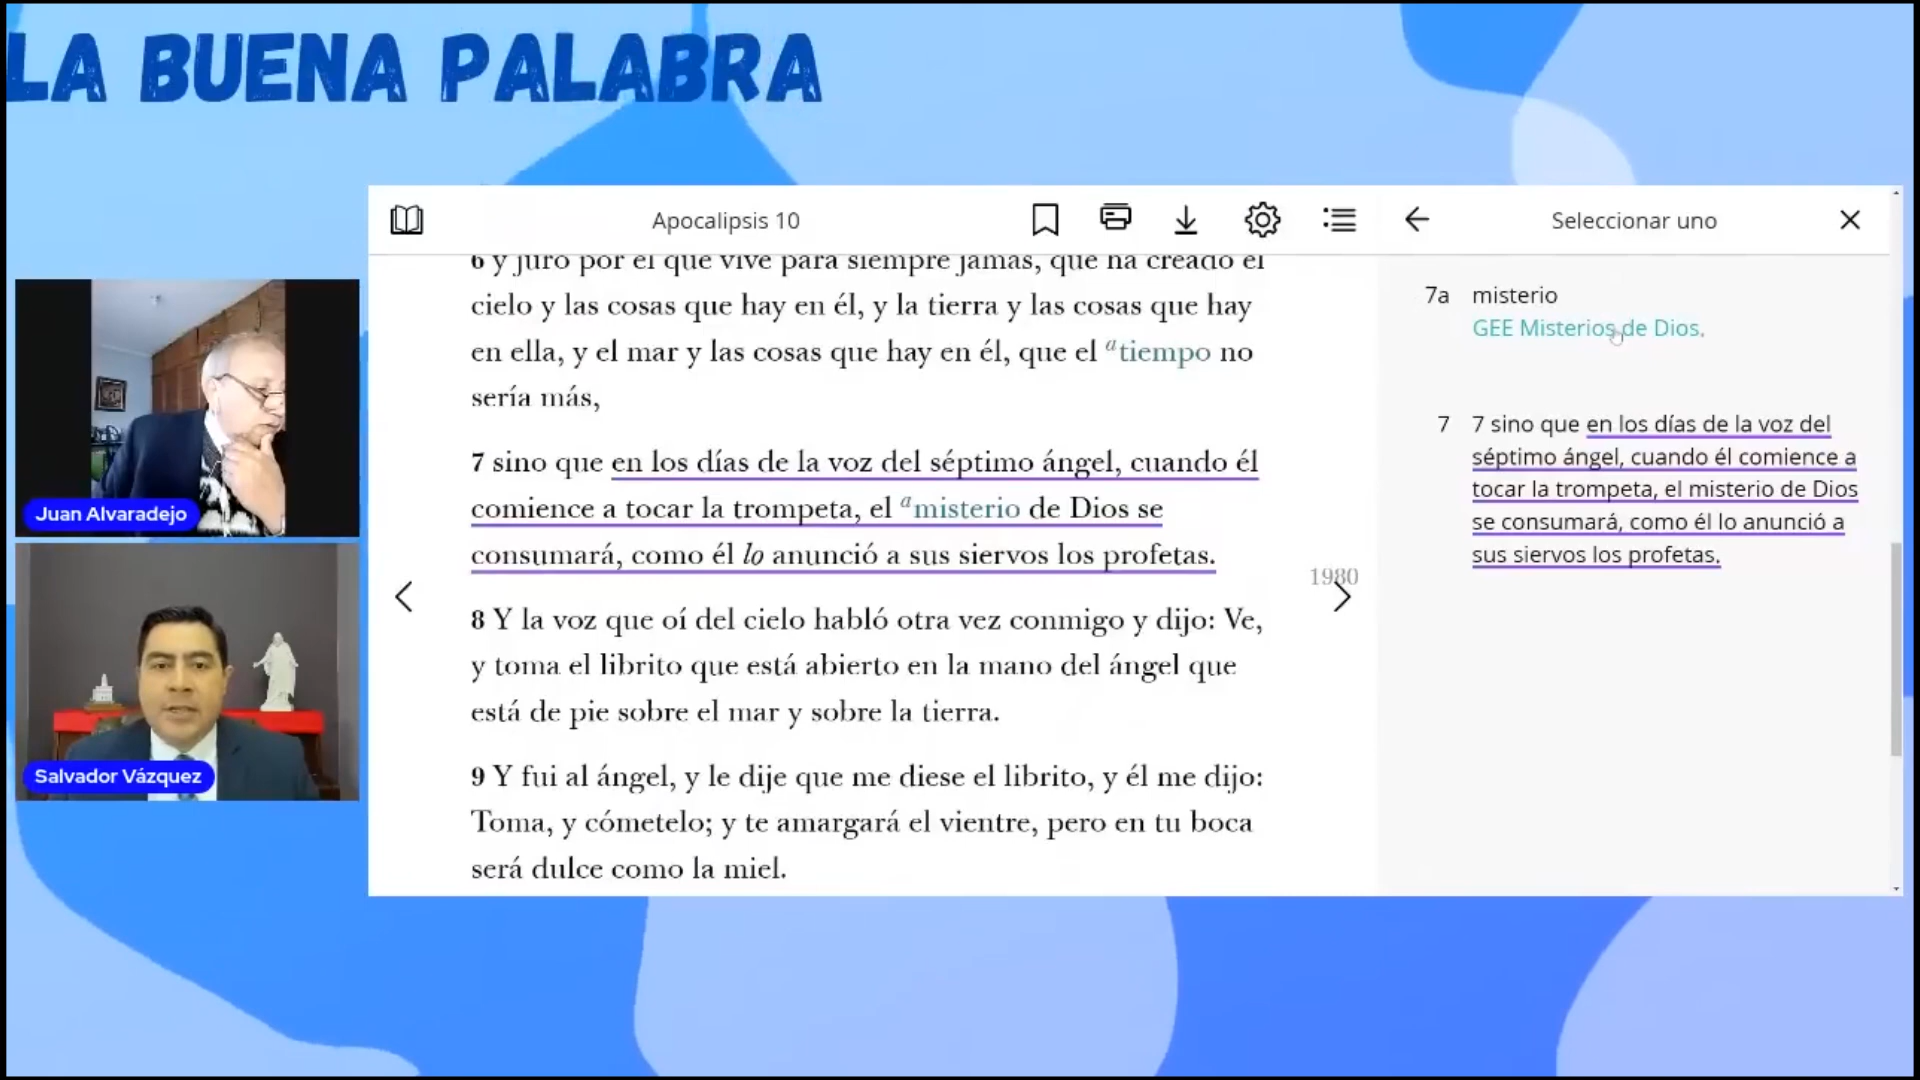 LA BUENA PALABRA
Apocalipsis 10
Seleccionar uno
6 y juro por el que vive para siempre jamás, que ha creado el
cielo y las cosas que hay en él, y la tierra y las cosas que hay
en ella, y el mar y las cosas que hay en él, que el a tiempo no
sería más,
7 sino que en los días de la voz del séptimo ángel, cuando él
comience a tocar la trompeta, el a misterio de Dios se
consumará, como él lo anunció a sus siervos los profetas.
8 Y la voz que oí del cielo habló otra vez conmigo y dijo: Ve,
y toma el librito que está abierto en la mano del ángel que
está de pie sobre el mar y sobre la tierra.
9 Y fui al ángel, y le dije que me diese el librito, y él me dijo:
Toma, y cómetelo; y te amargará el vientre, pero en tu boca
será dulce como la miel.
1980
7a misterio
GEE Misterios de Dios.
7 7 sino que en los días de la voz del
séptimo ángel, cuando él comience a
tocar la trompeta, el misterio de Dios
se consumará, como él lo anunció a
sus siervos los profetas.
Juan Alvaradejo
Salvador Vázquez